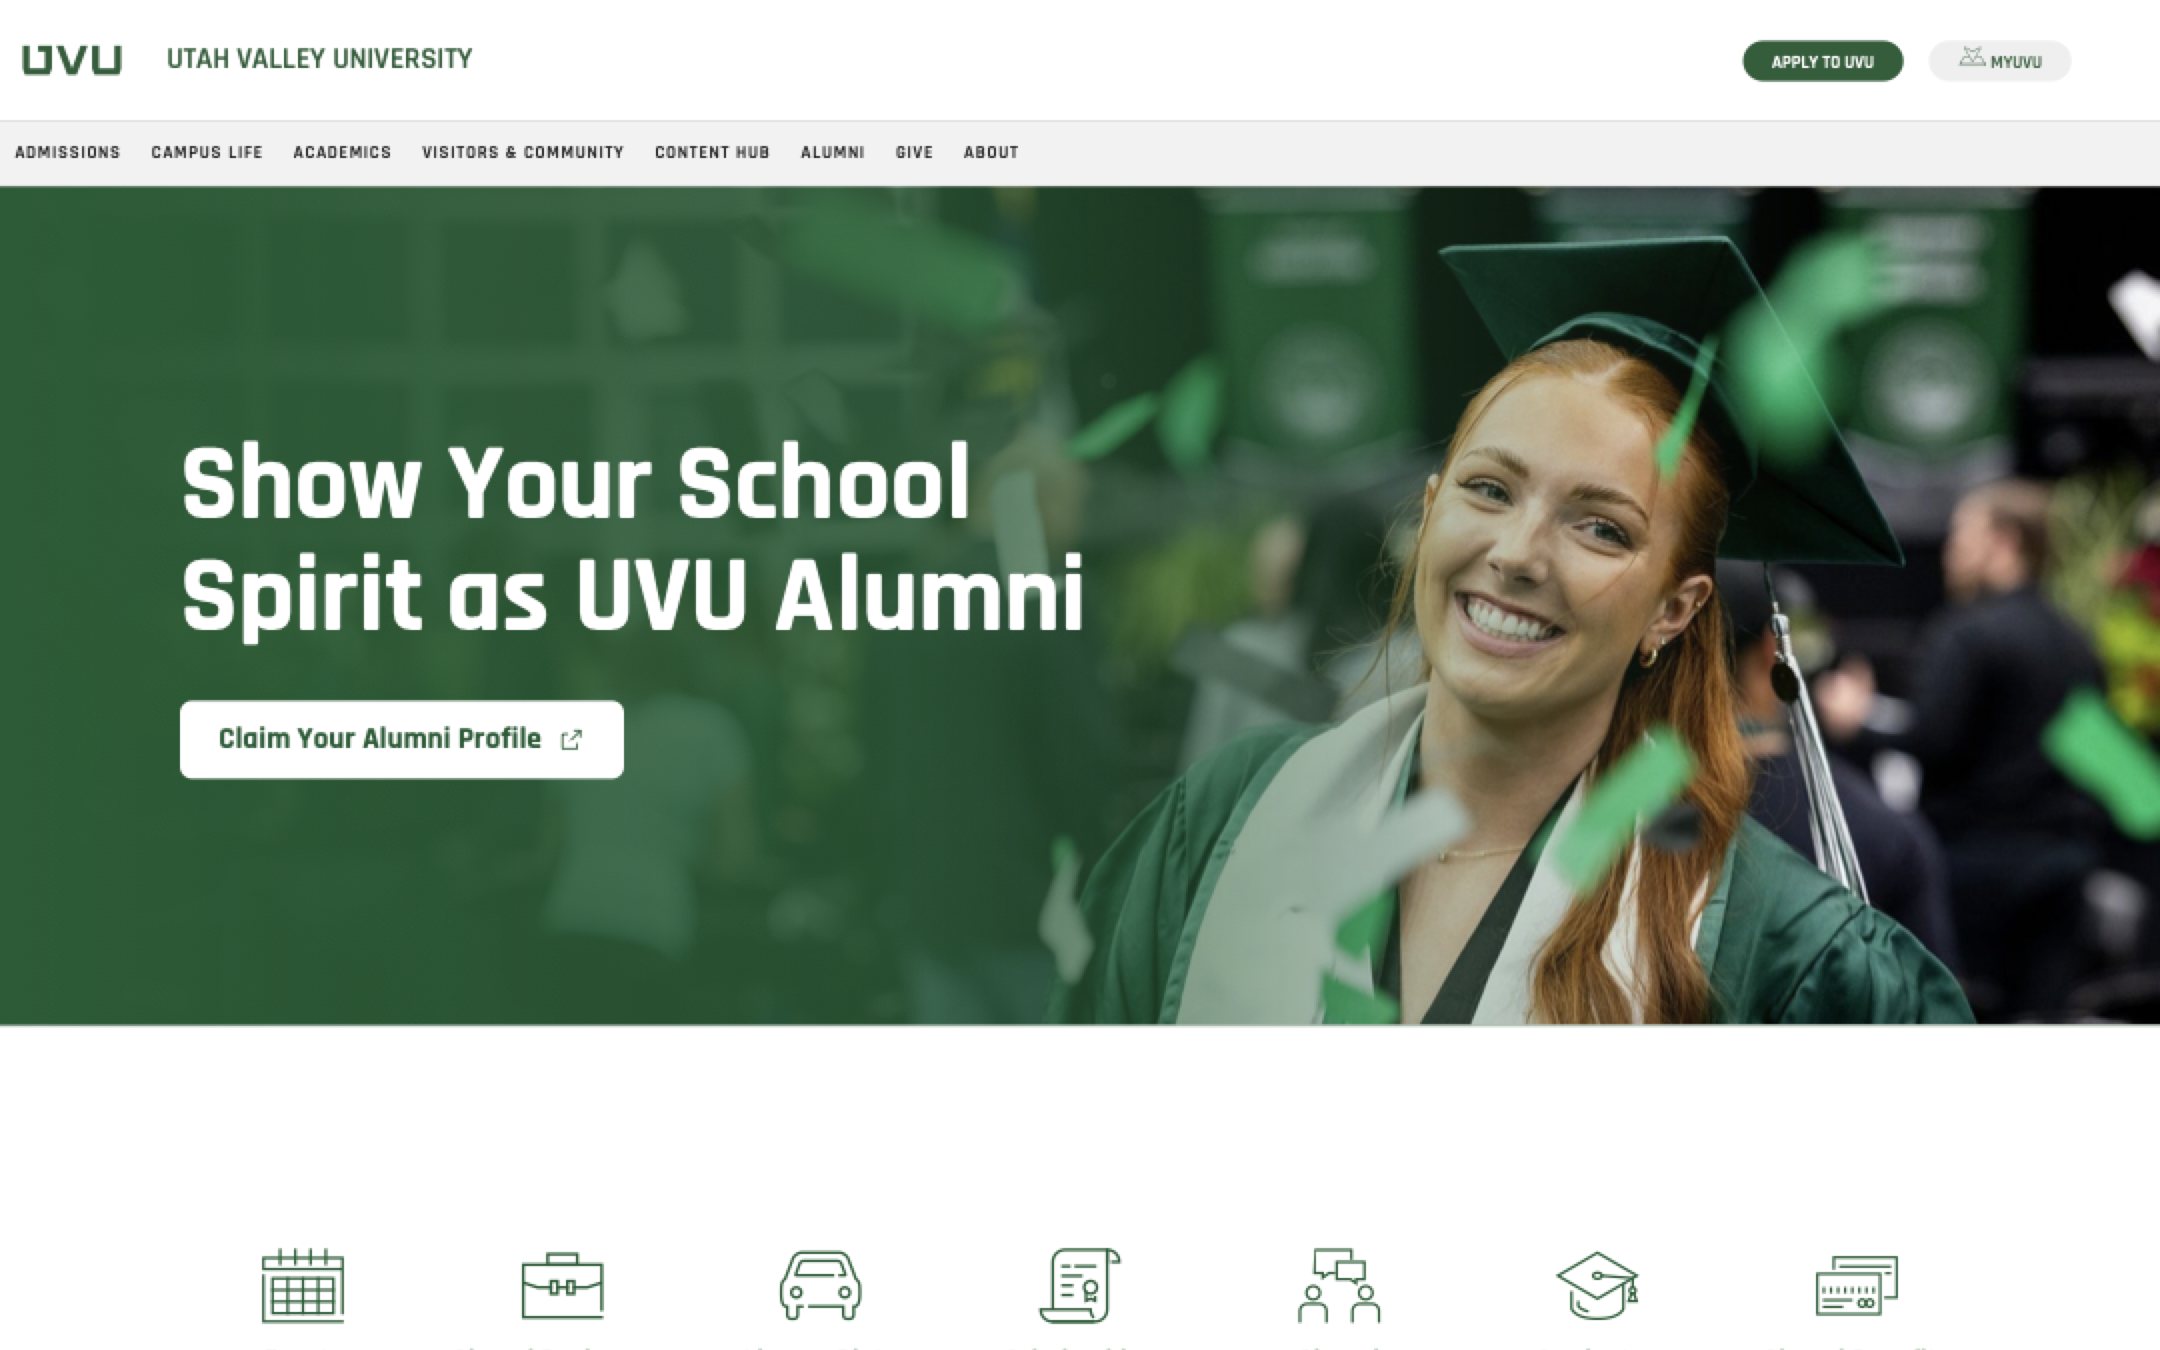 UVU
UTAH VALLEY UNIVERSITY
APPLY TO UVU
MYUVU
ADMISSIONS CAMPUS LIFE ACADEMICS VISITORS & COMMUNITY CONTENT HUB ALUMNI GIVE ABOUT
Show Your School
Spirit as UVU Alumni
Claim Your Alumni Profile